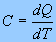 C = dQ/dT